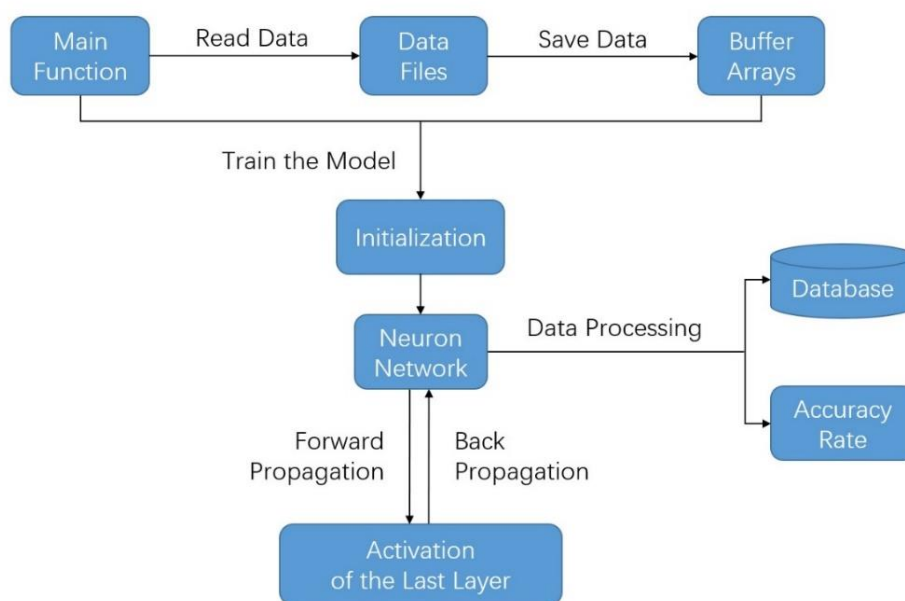 Main
Function
Read Data
Data
Files
Save Data
Buffer
Arrays
Train the Model
Initialization
Neuron
Network
Data Processing
Database
Accuracy
Rate
Forward
Propagation
Back
Propagation
Activation
of the Last Layer